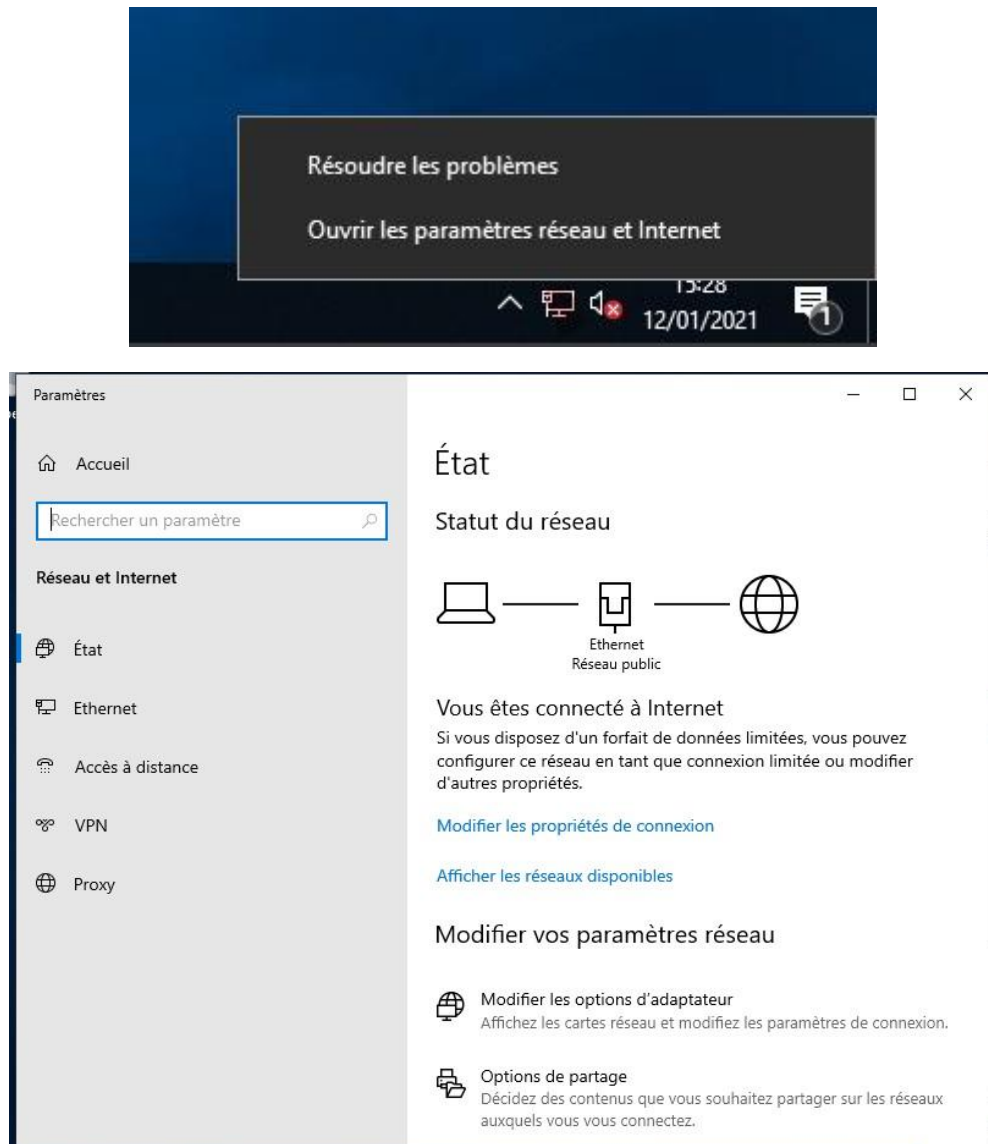 Résoudre les problèmes
Ouvrir les paramètres réseau et Internet
15:28
12/01/2021
1
Paramètres
Accueil
Rechercher un paramètre
Réseau et Internet
État
Ethernet
Accès à distance
VPN
Proxy
État
Statut du réseau
Ethernet
Réseau public
Vous êtes connecté à Internet
Si vous disposez d'un forfait de données limitées, vous pouvez
configurer ce réseau en tant que connexion limitée ou modifier
d'autres propriétés.
Modifier les propriétés de connexion
Afficher les réseaux disponibles
Modifier vos paramètres réseau
Modifier les options d’adaptateur
Affichez les cartes réseau et modifiez les paramètres de connexion.
Options de partage
Décidez des contenus que vous souhaitez partager sur les réseaux
auxquels vous vous connectez.